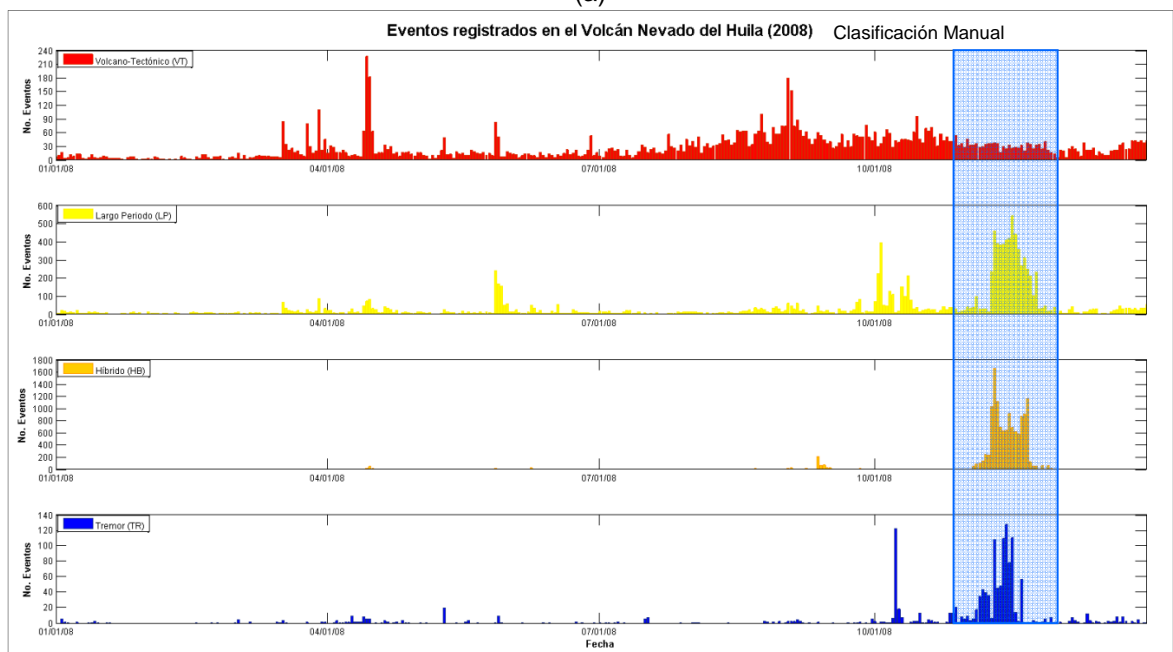 (a)
Eventos registrados en el Volcán Nevado del Huila (2008) Clasificación Manual
Volcano-Tectónico (VT)
No. Eventos
240
210
180
150
120
90
60
30
0
01/01/08 04/01/08 07/01/08 10/01/08
Largo Periodo (LP)
No. Eventos
600
500
400
300
200
100
0
01/01/08 04/01/08 07/01/08 10/01/08
Híbrido (HB)
No. Eventos
1800
1600
1400
1200
1000
800
600
400
200
0
01/01/08 04/01/08 07/01/08 10/01/08
Tremor (TR)
No. Eventos
140
120
100
80
60
40
20
0
01/01/08 04/01/08 07/01/08 10/01/08
Fecha